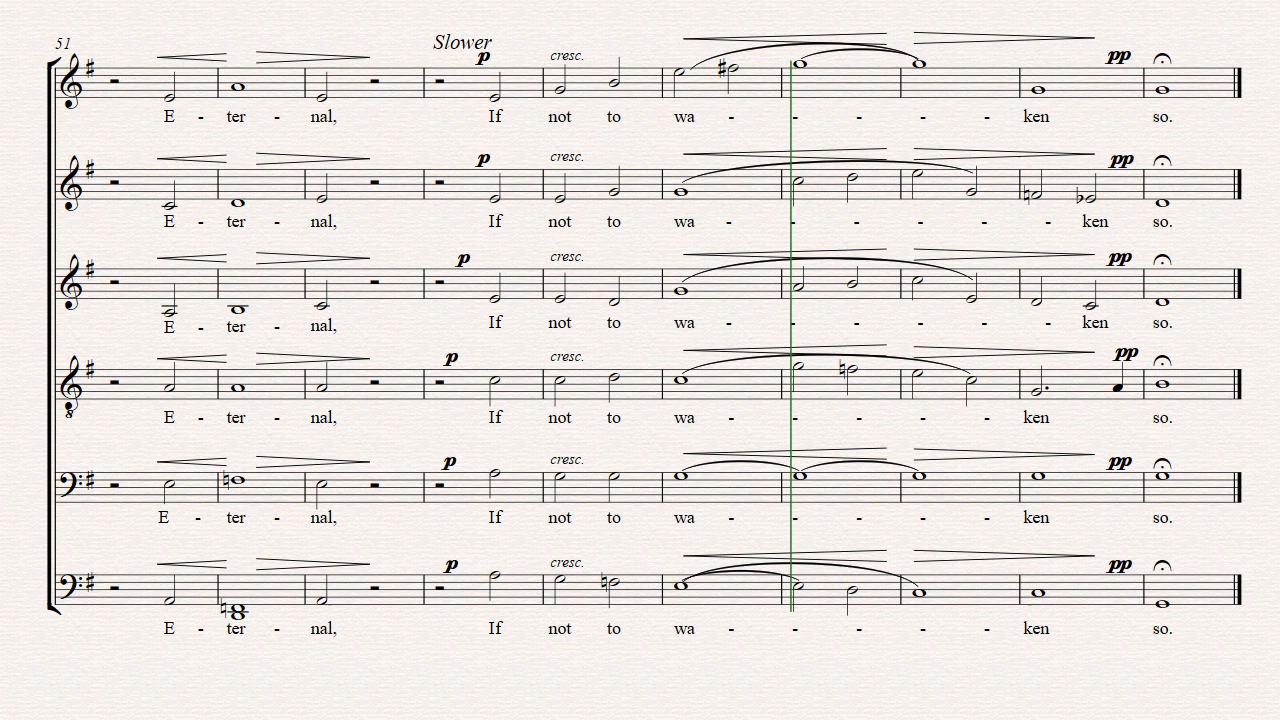 51
Slower
p cresc. pp
E - ter - nal, If not to wa - - - - - ken so.
p cresc. pp
E - ter - nal, If not to wa - - - - - - ken so.
p cresc. pp
E - ter - nal, If not to wa - - - - - - ken so.
p cresc. pp
8
E - ter - nal, If not to wa - - - - - ken so.
p cresc. pp
E - ter - nal, If not to wa - - - - - ken so.
p cresc. pp
E - ter - nal, If not to wa - - - - - ken so.